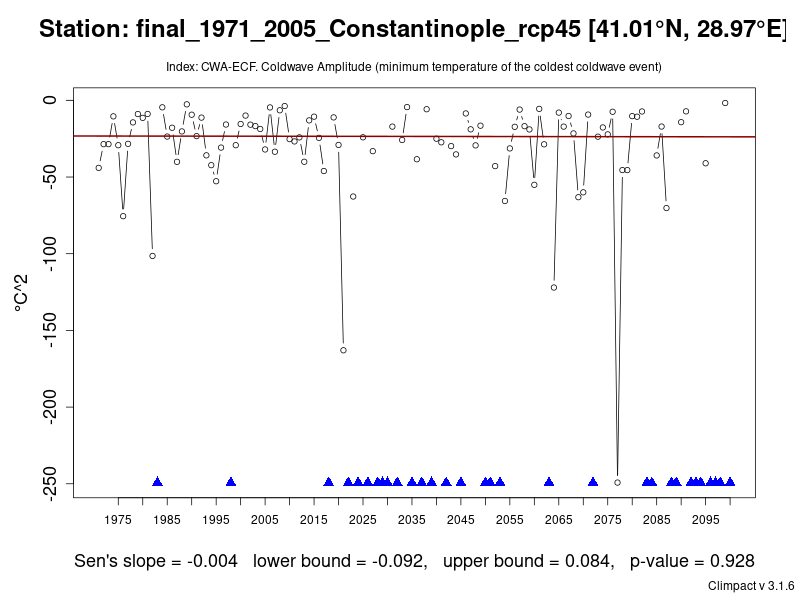 Station: final_1971_2005_Constantinople_rcp45 [41.01°N, 28.97°E]
Index: CWA-ECF. Coldwave Amplitude (minimum temperature of the coldest coldwave event)
0
-50
-100
-150
-200
-250
°C^2
1975 1985 1995 2005 2015 2025 2035 2045 2055 2065 2075 2085 2095
Sen's slope = -0.004 lower bound = -0.092, upper bound = 0.084, p-value = 0.928
Climpact v 3.1.6